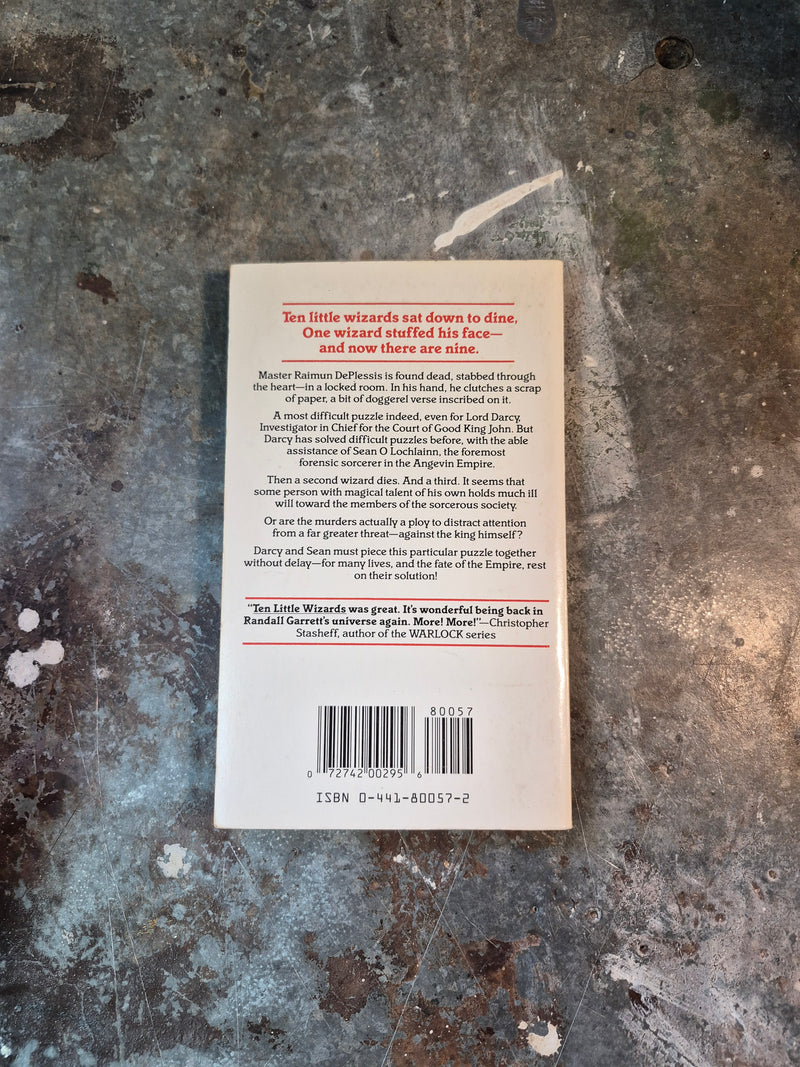 Ten little wizards sat down to dine,
One wizard stuffed his face—
and now there are nine.
Master Raimun DePlessis is found dead, stabbed through
the heart—in a locked room. In his hand, he clutches a scrap
of paper, a bit of doggerel verse inscribed on it.
A most difficult puzzle indeed, even for Lord Darcy,
Investigator in Chief for the Court of Good King John. But
Darcy has solved difficult puzzles before, with the able
assistance of Sean O Lochlainn, the foremost
forensic sorcerer in the Angevin Empire.
Then a second wizard dies. And a third. It seems that
some person with magical talent of his own holds much ill
will toward the members of the sorcerous society.
Or are the murders actually a ploy to distract attention
from a far greater threat—against the king himself?
Darcy and Sean must piece this particular puzzle together
without delay—for many lives, and the fate of the Empire, rest
on their solution!
"Ten Little Wizards was great. It's wonderful being back in
Randall Garrett's universe again. More! More!"—Christopher
Stasheff, author of the WARLOCK series
80057
0 72742 00295 6
ISBN 0-441-80057-2